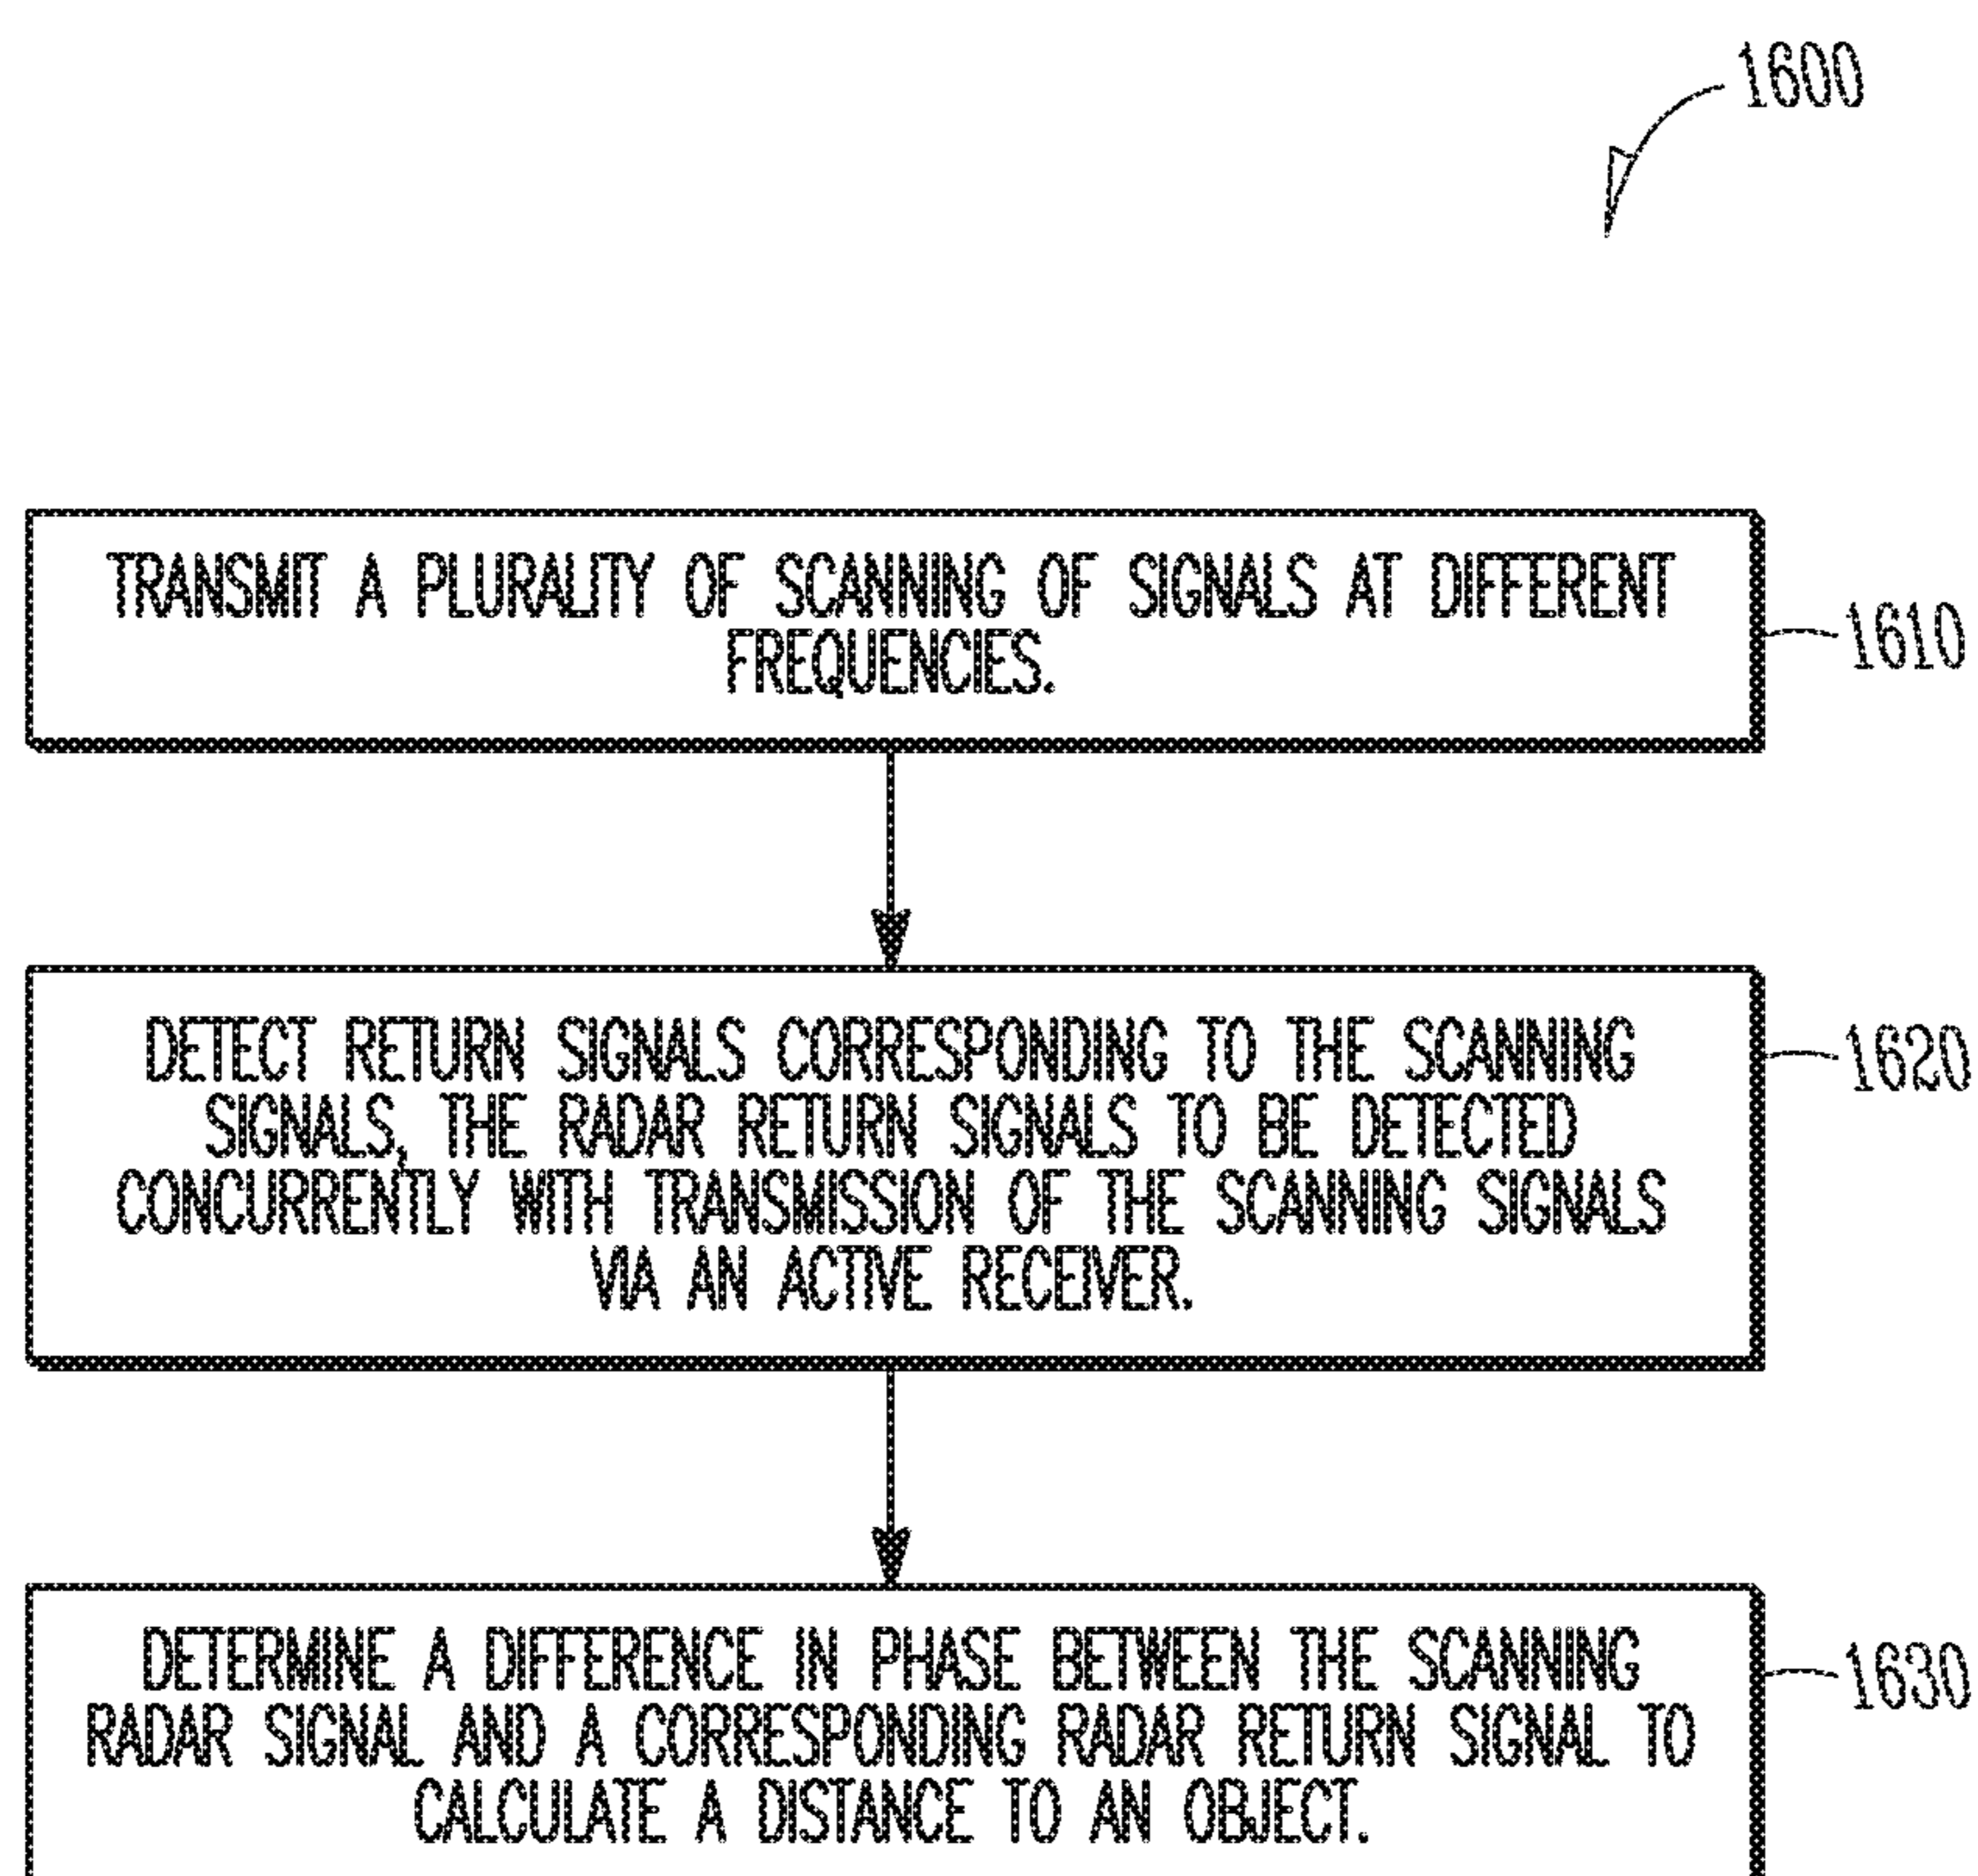 1600
TRANSMIT A PLURALITY OF SCANNING OF SIGNALS AT DIFFERENT
FREQUENCIES.
1610
DETECT RETURN SIGNALS CORRESPONDING TO THE SCANNING
SIGNALS, THE RADAR RETURN SIGNALS TO BE DETECTED
CONCURRENTLY WITH TRANSMISSION OF THE SCANNING SIGNALS
VIA AN ACTIVE RECEIVER.
1620
DETERMINE A DIFFERENCE IN PHASE BETWEEN THE SCANNING
RADAR SIGNAL AND A CORRESPONDING RADAR RETURN SIGNAL TO
CALCULATE A DISTANCE TO AN OBJECT.
1630